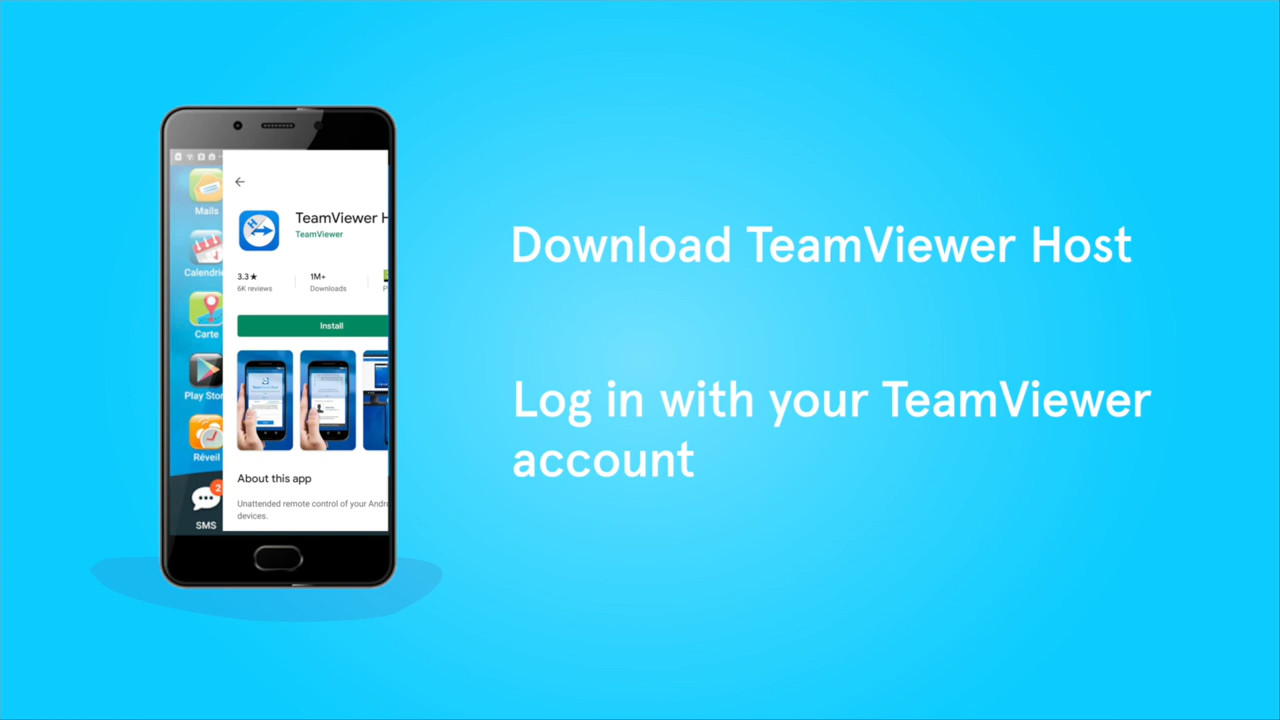 Mails
Calendrie
Carte
Play Stor
Réveil
2
SMS
TeamViewer H
TeamViewer
3.3★
6K reviews
1M+
Downloads
P
Install
About this app
Unattended remote control of your Andr
devices.
Download TeamViewer Host
Log in with your TeamViewer
account